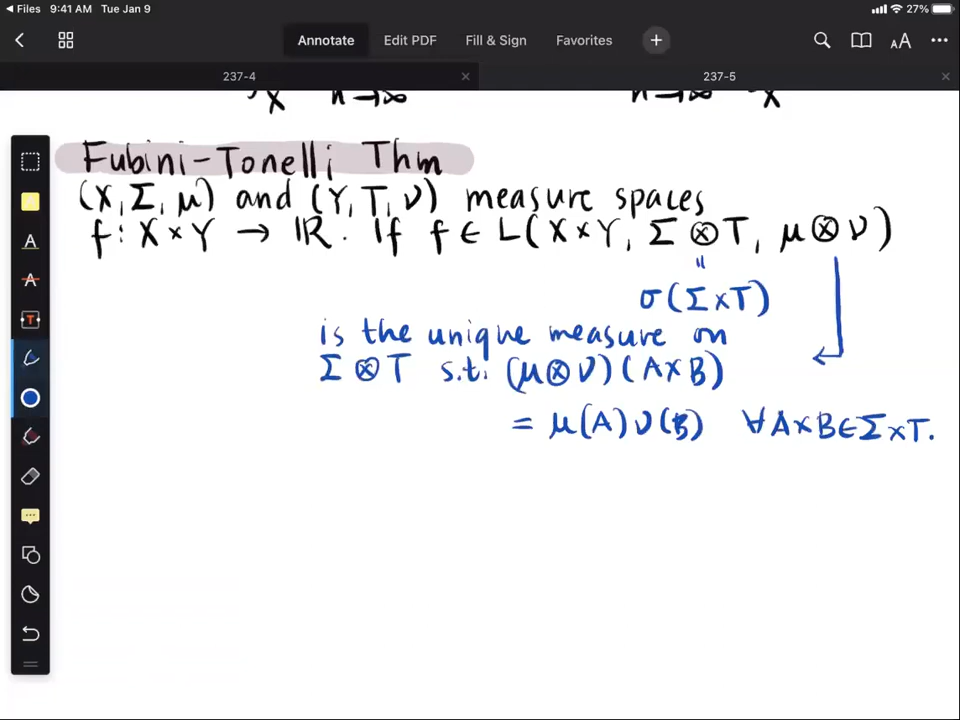 Files 9:41 AM Tue Jan 9 27%
Annotate Edit PDF Fill & Sign Favorites + AA
237-4 × 237-5 ×
X n→∞ n→∞ X
Fubini-Tonelli Thm
(X, Σ, μ) and (Y, T, ν) measure spaces
f: X×Y → ℝ. If f ∈ L(X×Y, Σ⊗T, μ⊗ν)
"
σ(Σ×T)
is the unique measure on
Σ⊗T s.t. (μ⊗ν)(A×B)
= μ(A)ν(B) ∀A×B∈Σ×T.